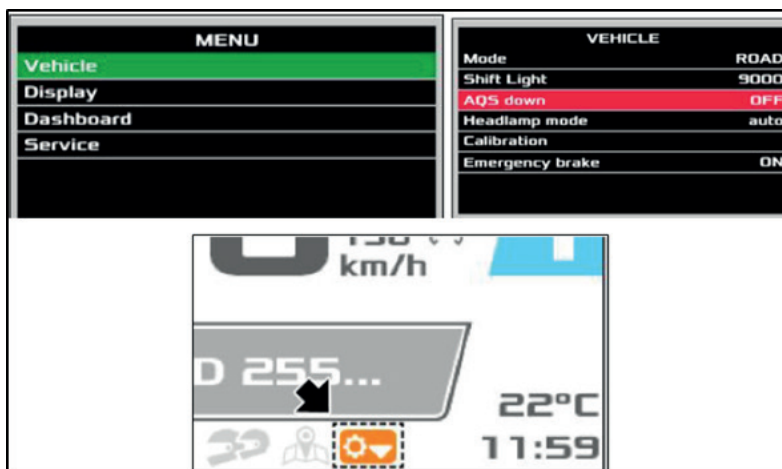 MENU
Vehicle
Display
Dashboard
Service
VEHICLE
Mode ROAD
Shift Light 9000
AQS down OFF
Headlamp mode auto
Calibration
Emergency brake ON
km/h
D 255...
22°C
11:59